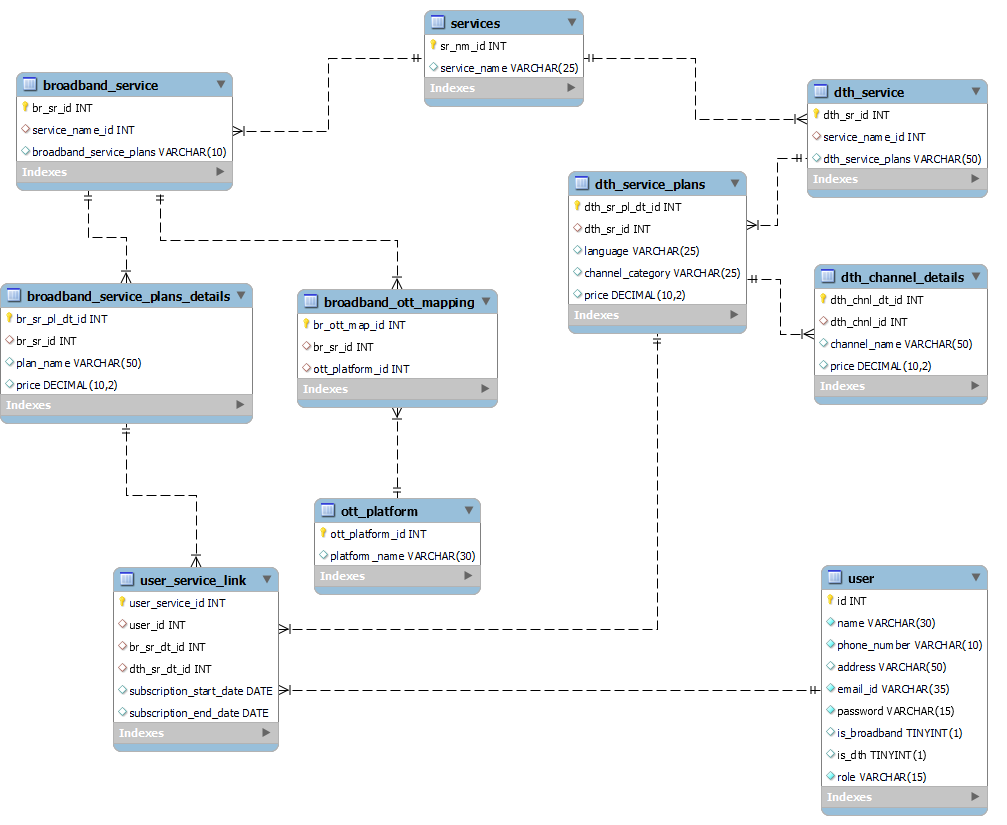 services
sr_nm_id INT
service_name VARCHAR(25)
Indexes
broadband_service
br_sr_id INT
service_name_id INT
broadband_service_plans VARCHAR(10)
Indexes
dth_service
dth_sr_id INT
service_name_id INT
dth_service_plans VARCHAR(50)
Indexes
dth_service_plans
dth_sr_pl_dt_id INT
dth_sr_id INT
language VARCHAR(25)
channel_category VARCHAR(25)
price DECIMAL(10,2)
Indexes
dth_channel_details
dth_chnl_dt_id INT
dth_chnl_id INT
channel_name VARCHAR(50)
price DECIMAL(10,2)
Indexes
broadband_service_plans_details
br_sr_pl_dt_id INT
br_sr_id INT
plan_name VARCHAR(50)
price DECIMAL(10,2)
Indexes
broadband_ott_mapping
br_ott_map_id INT
br_sr_id INT
ott_platform_id INT
Indexes
ott_platform
ott_platform_id INT
platform_name VARCHAR(30)
Indexes
user_service_link
user_service_id INT
user_id INT
br_sr_dt_id INT
dth_sr_dt_id INT
subscription_start_date DATE
subscription_end_date DATE
Indexes
user
id INT
name VARCHAR(30)
phone_number VARCHAR(10)
address VARCHAR(50)
email_id VARCHAR(35)
password VARCHAR(15)
is_broadband TINYINT(1)
is_dth TINYINT(1)
role VARCHAR(15)
Indexes